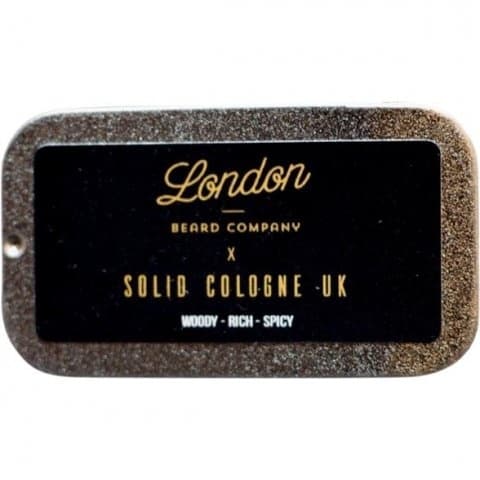 London
BEARD COMPANY
X
SOLID COLOGNE UK
WOODY - RICH - SPICY